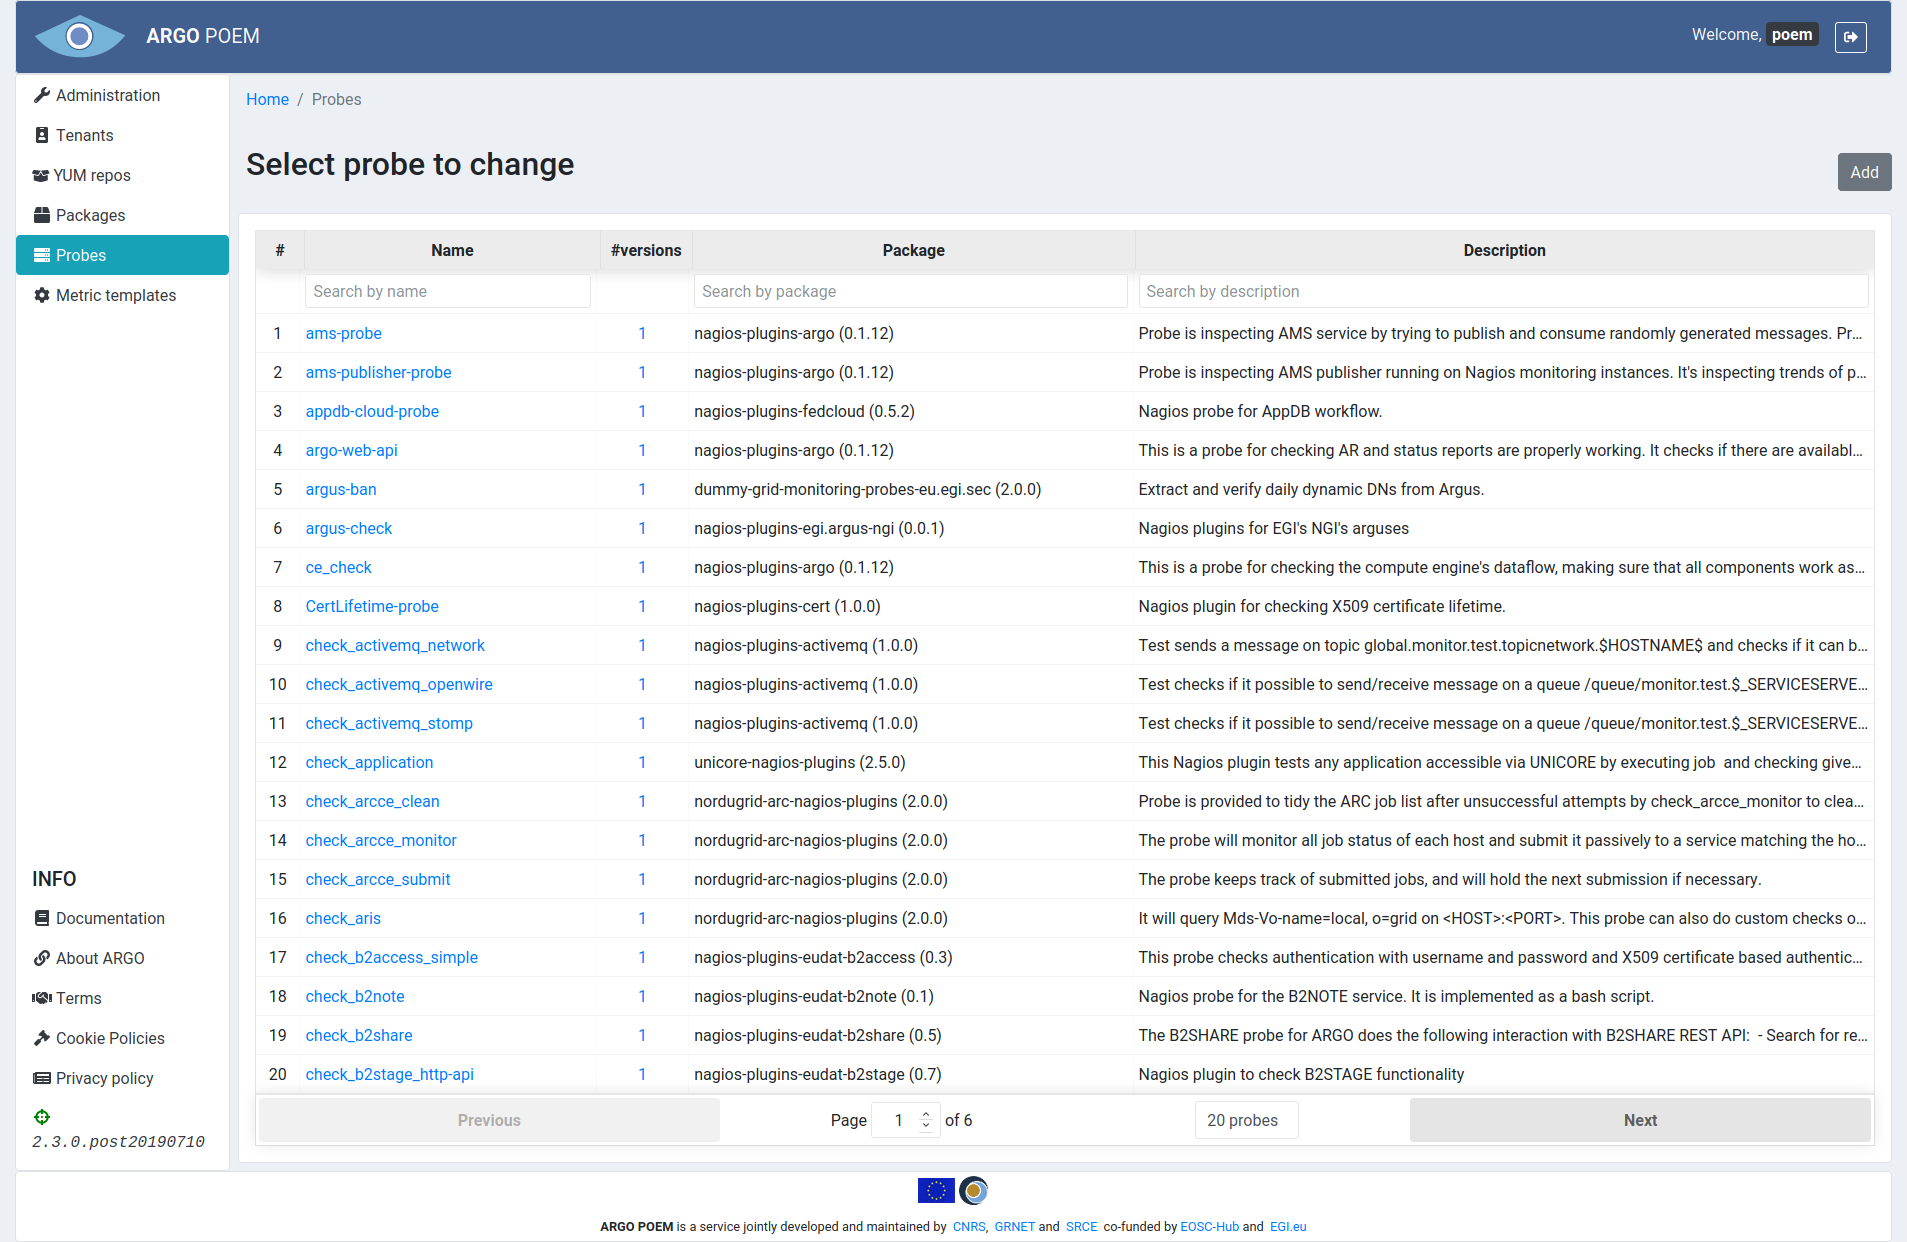 ARGO POEM
Welcome, poem
Administration
Tenants
YUM repos
Packages
Probes
Metric templates
INFO
Documentation
About ARGO
Terms
Cookie Policies
Privacy policy
2.3.0.post20190710
Home / Probes
Select probe to change
Add
# Name #versions Package Description
Search by name Search by package Search by description
1 ams-probe 1 nagios-plugins-argo (0.1.12) Probe is inspecting AMS service by trying to publish and consume randomly generated messages. Pr...
2 ams-publisher-probe 1 nagios-plugins-argo (0.1.12) Probe is inspecting AMS publisher running on Nagios monitoring instances. It's inspecting trends of p...
3 appdb-cloud-probe 1 nagios-plugins-fedcloud (0.5.2) Nagios probe for AppDB workflow.
4 argo-web-api 1 nagios-plugins-argo (0.1.12) This is a probe for checking AR and status reports are properly working. It checks if there are availabl...
5 argus-ban 1 dummy-grid-monitoring-probes-eu.egi.sec (2.0.0) Extract and verify daily dynamic DNs from Argus.
6 argus-check 1 nagios-plugins-egi.argus-ngi (0.0.1) Nagios plugins for EGI's NGI's arguses
7 ce_check 1 nagios-plugins-argo (0.1.12) This is a probe for checking the compute engine's dataflow, making sure that all components work as...
8 CertLifetime-probe 1 nagios-plugins-cert (1.0.0) Nagios plugin for checking X509 certificate lifetime.
9 check_activemq_network 1 nagios-plugins-activemq (1.0.0) Test sends a message on topic global.monitor.test.topicnetwork.$HOSTNAME$ and checks if it can b...
10 check_activemq_openwire 1 nagios-plugins-activemq (1.0.0) Test checks if it possible to send/receive message on a queue /queue/monitor.test.$_SERVICESERVE...
11 check_activemq_stomp 1 nagios-plugins-activemq (1.0.0) Test checks if it possible to send/receive message on a queue /queue/monitor.test.$_SERVICESERVE...
12 check_application 1 unicore-nagios-plugins (2.5.0) This Nagios plugin tests any application accessible via UNICORE by executing job and checking give...
13 check_arcce_clean 1 nordugrid-arc-nagios-plugins (2.0.0) Probe is provided to tidy the ARC job list after unsuccessful attempts by check_arcce_monitor to clea...
14 check_arcce_monitor 1 nordugrid-arc-nagios-plugins (2.0.0) The probe will monitor all job status of each host and submit it passively to a service matching the ho...
15 check_arcce_submit 1 nordugrid-arc-nagios-plugins (2.0.0) The probe keeps track of submitted jobs, and will hold the next submission if necessary.
16 check_aris 1 nordugrid-arc-nagios-plugins (2.0.0) It will query Mds-Vo-name=local, o=grid on <HOST>:<PORT>. This probe can also do custom checks o...
17 check_b2access_simple 1 nagios-plugins-eudat-b2access (0.3) This probe checks authentication with username and password and X509 certificate based authentic...
18 check_b2note 1 nagios-plugins-eudat-b2note (0.1) Nagios probe for the B2NOTE service. It is implemented as a bash script.
19 check_b2share 1 nagios-plugins-eudat-b2share (0.5) The B2SHARE probe for ARGO does the following interaction with B2SHARE REST API: - Search for re...
20 check_b2stage_http-api 1 nagios-plugins-eudat-b2stage (0.7) Nagios plugin to check B2STAGE functionality
Previous Page 1 of 6 20 probes Next
ARGO POEM is a service jointly developed and maintained by CNRS, GRNET and SRCE co-funded by EOSC-Hub and EGI.eu